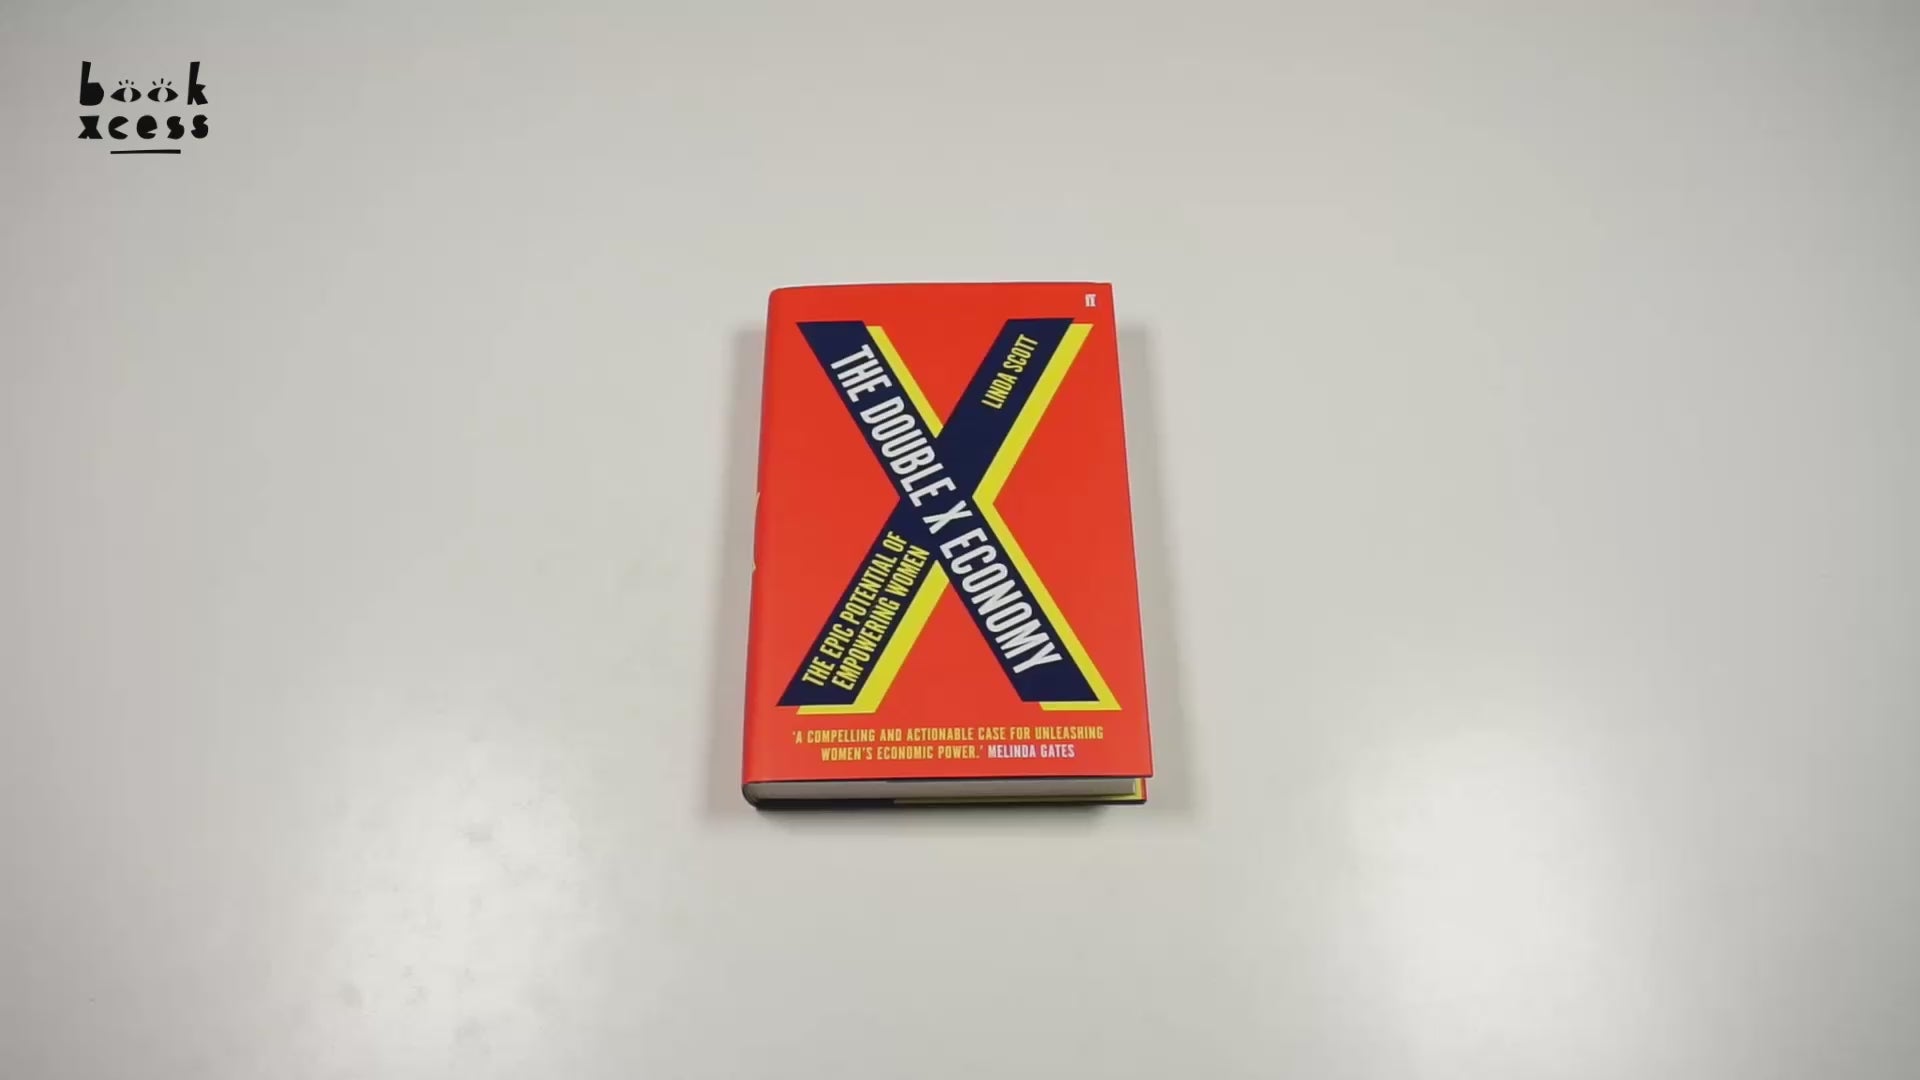 book
xcess
THE DOUBLE X ECONOMY
LINDA SCOTT
THE EPIC POTENTIAL OF
EMPOWERING WOMEN
'A COMPELLING AND ACTIONABLE CASE FOR UNLEASHING
WOMEN'S ECONOMIC POWER.' MELINDA GATES